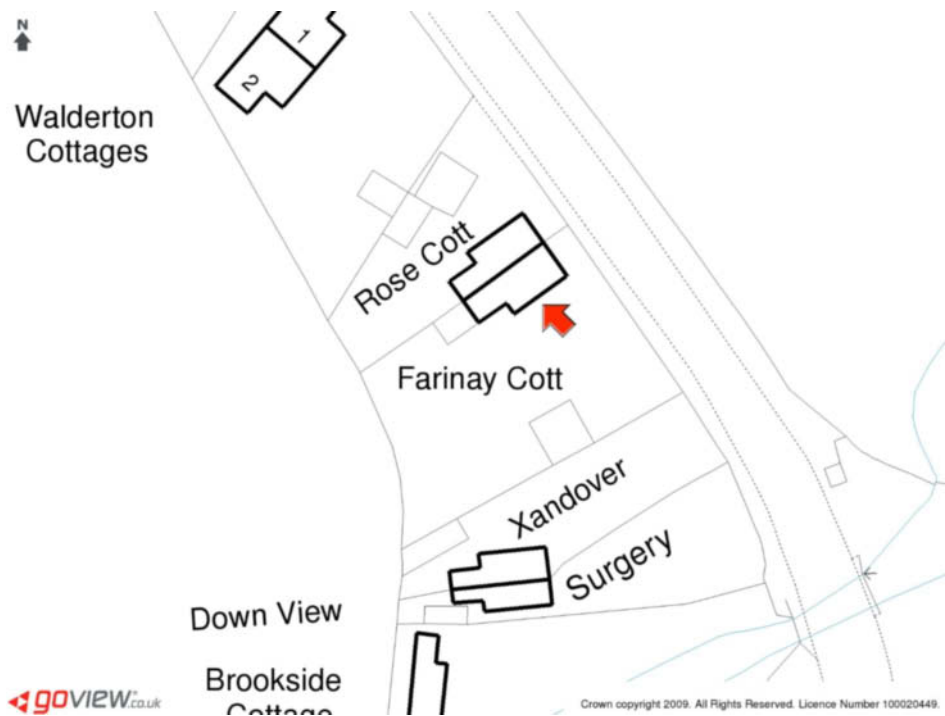 N
1
2
Walderton
Cottages
Rose Cott
Farinay Cott
Xandover
Surgery
Down View
Brookside
Cottage
goview.co.uk
Crown copyright 2009. All Rights Reserved. Licence Number 100020449.